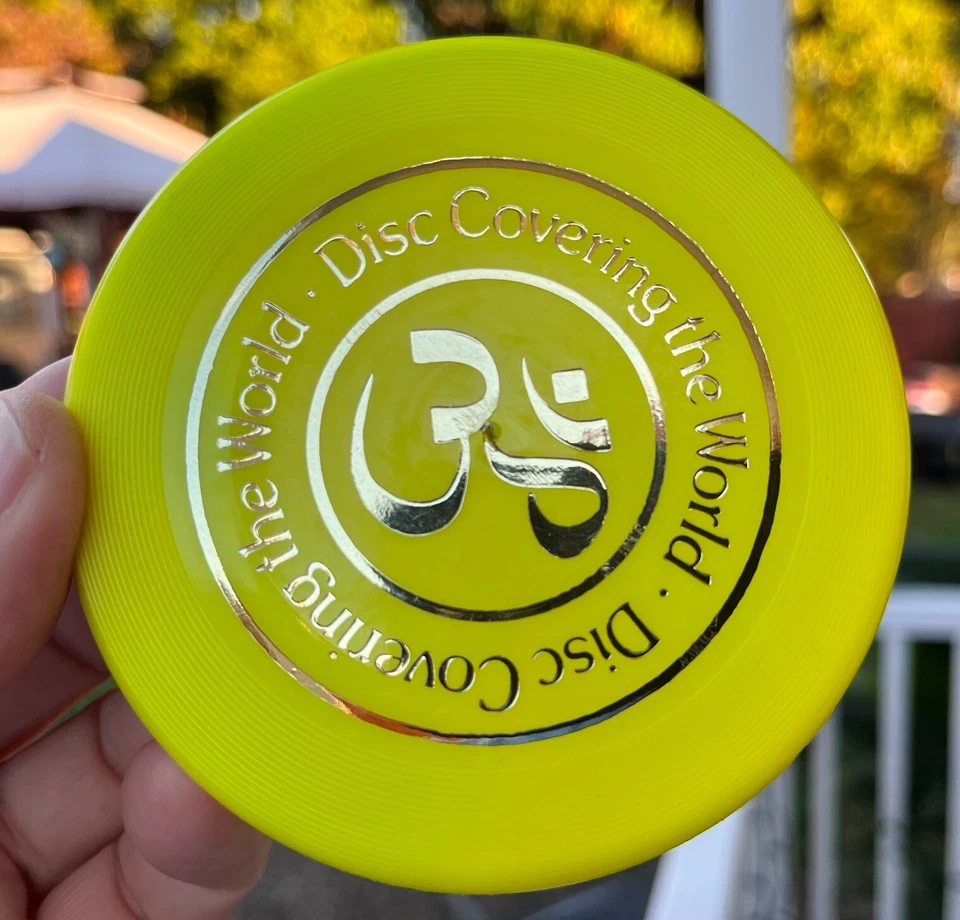 Disc Covering the World · Disc Covering the World ·
ॐ